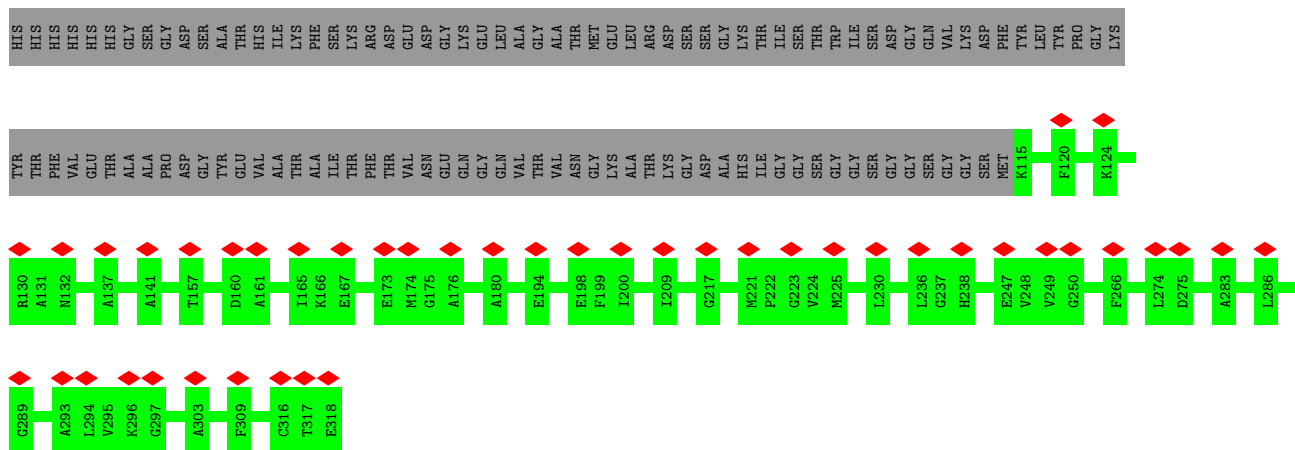 HIS HIS HIS HIS HIS HIS GLY SER GLY ASP SER ALA THR HIS ILE LYS PHE SER LYS ARG ASP GLU ASP GLY LYS GLU LEU ALA GLY ALA THR MET GLU LEU ARG ASP SER SER GLY LYS THR ILE SER THR TRP ILE SER ASP GLY GLN VAL LYS ASP PHE TYR LEU TYR PRO GLY LYS
TYR THR PHE VAL GLU THR ALA ALA PRO ASP GLY TYR GLU VAL ALA THR ALA ILE THR PHE THR VAL ASN GLU GLN GLY GLN VAL THR VAL ASN GLY LYS ALA THR LYS GLY ASP ALA HIS ILE GLY GLY SER GLY GLY SER GLY GLY SER GLY GLY SER MET K115 F120 K124
R130 A131 N132 A137 A141 T157 D160 A161 I165 K166 E167 E173 M174 G175 A176 A180 E194 E198 F199 I200 I209 G217 M221 P222 G223 V224 M225 L230 L236 G237 H238 E247 V248 V249 G250 F266 L274 D275 A283 L286
G289 A293 L294 V295 K296 G297 A303 F309 C316 T317 E318